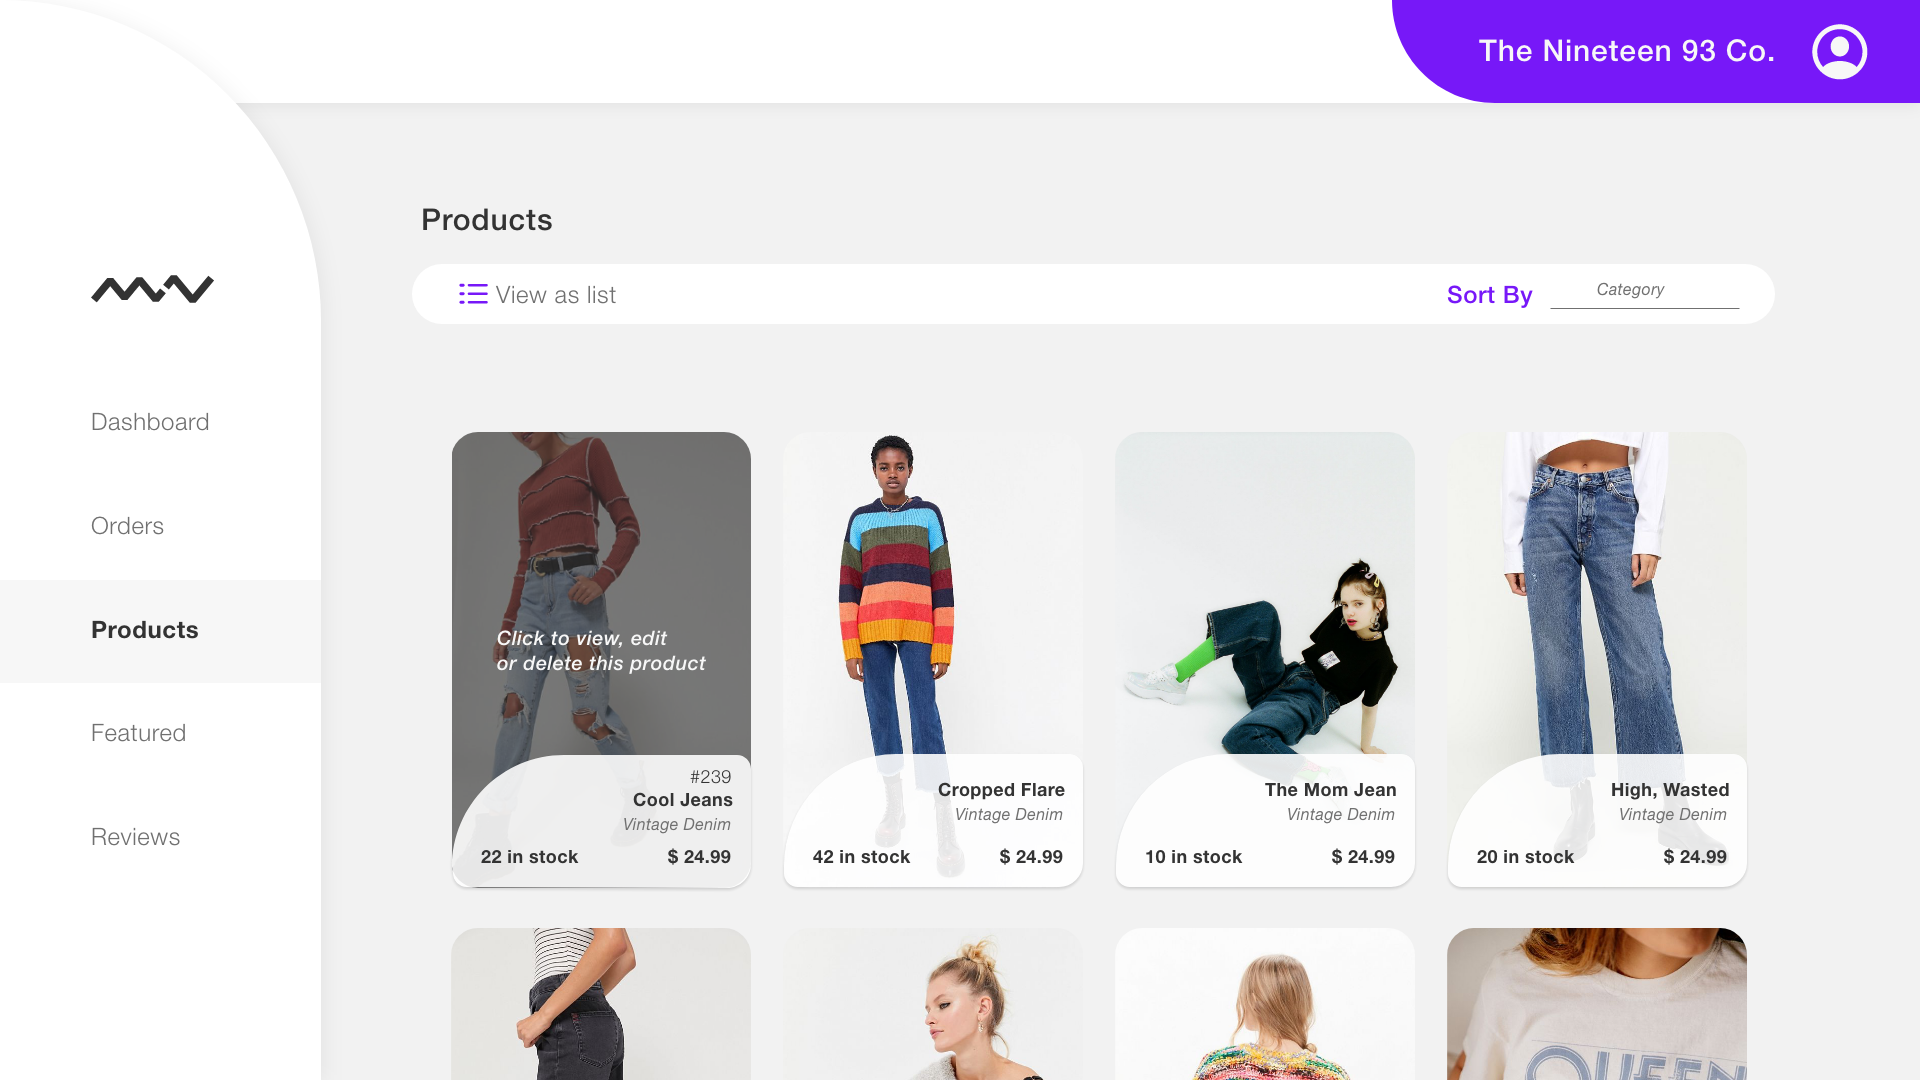 The Nineteen 93 Co.
Products
View as list
Sort By
Category
Dashboard
Orders
Products
Featured
Reviews
Click to view, edit
or delete this product
#239
Cool Jeans
Vintage Denim
22 in stock
$ 24.99
Cropped Flare
Vintage Denim
42 in stock
$ 24.99
The Mom Jean
Vintage Denim
10 in stock
$ 24.99
High, Wasted
Vintage Denim
20 in stock
$ 24.99
QUEEN